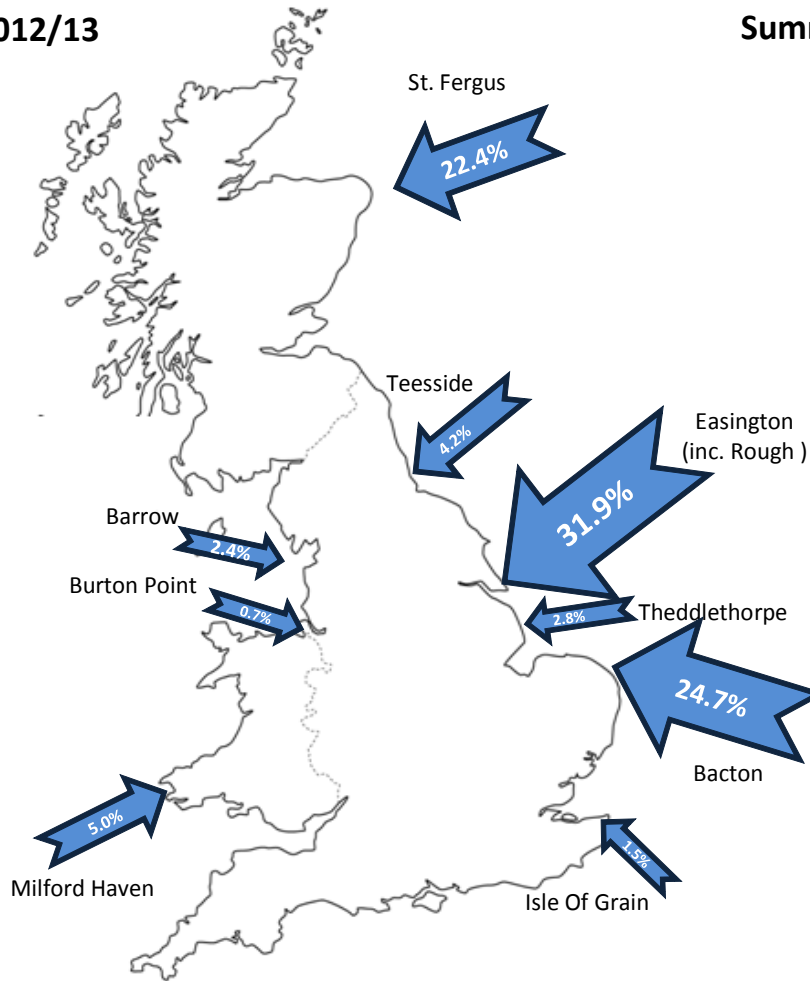 012/13
Summ
St. Fergus
22.4%
Teesside
4.2%
Easington
(inc. Rough )
31.9%
Barrow
2.4%
Burton Point
0.7%
Theddlethorpe
2.8%
24.7%
Bacton
5.0%
Milford Haven
1.5%
Isle Of Grain